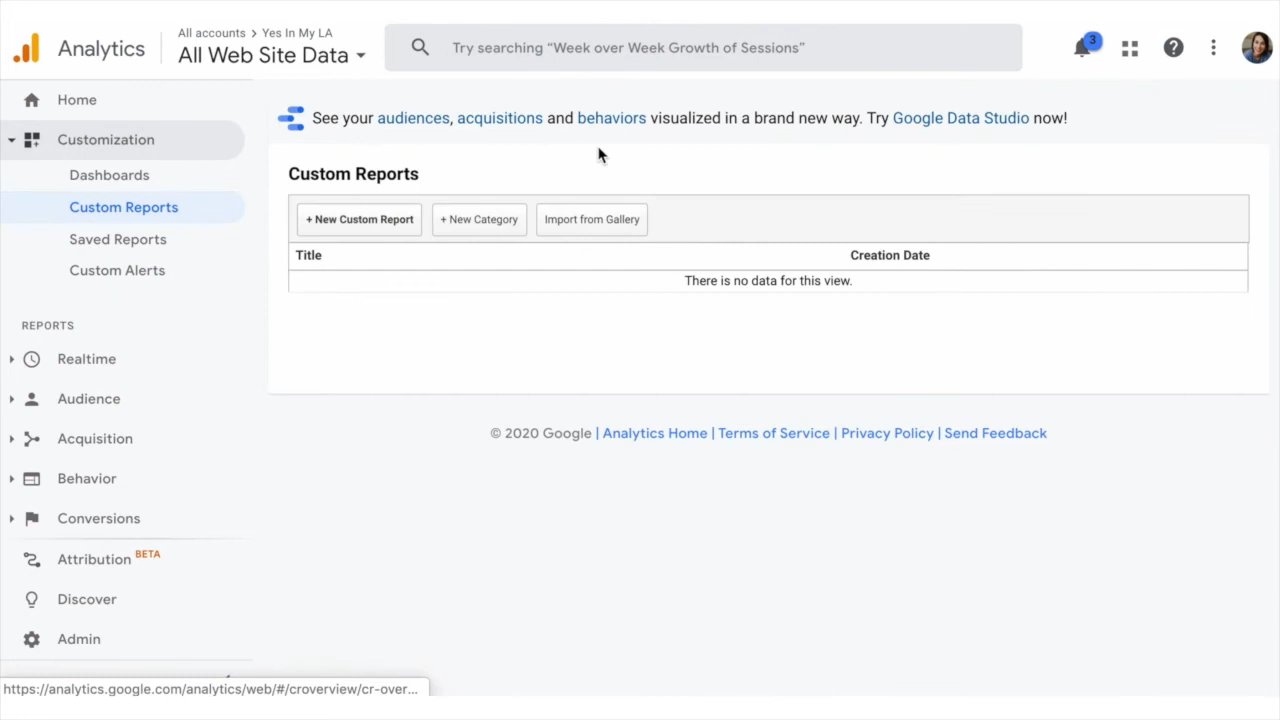 Analytics
All accounts > Yes In My LA
All Web Site Data
Try searching “Week over Week Growth of Sessions”
3
Home
Customization
Dashboards
Custom Reports
Saved Reports
Custom Alerts
REPORTS
Realtime
Audience
Acquisition
Behavior
Conversions
Attribution BETA
Discover
Admin
See your audiences, acquisitions and behaviors visualized in a brand new way. Try Google Data Studio now!
Custom Reports
+ New Custom Report + New Category Import from Gallery
Title Creation Date
There is no data for this view.
© 2020 Google | Analytics Home | Terms of Service | Privacy Policy | Send Feedback
https://analytics.google.com/analytics/web/#/croverview/cr-over...